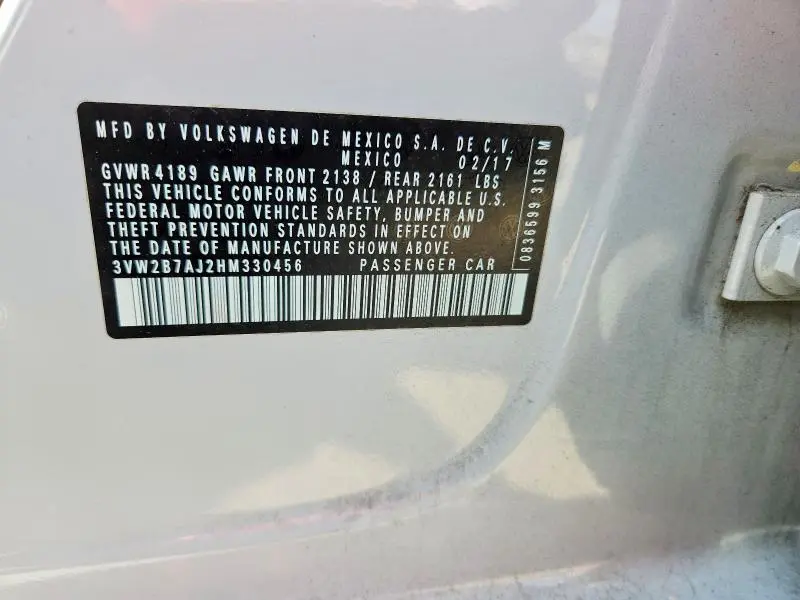 MFD BY VOLKSWAGEN DE MEXICO S.A. DE C.V.
MEXICO 02/17
GVWR 4189 GAWR FRONT 2138 / REAR 2161 LBS
THIS VEHICLE CONFORMS TO ALL APPLICABLE U.S.
FEDERAL MOTOR VEHICLE SAFETY, BUMPER AND
THEFT PREVENTION STANDARDS IN EFFECT ON
THE DATE OF MANUFACTURE SHOWN ABOVE.
3VW2B7AJ2HM330456 PASSENGER CAR
0836599 3156 M